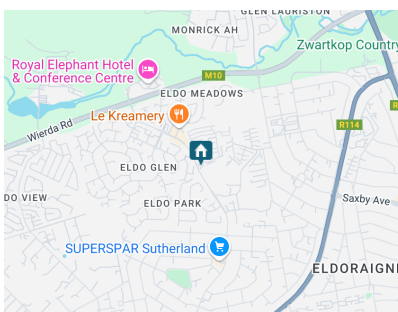 GLEN LAURISTON
MONRICK AH
Zwartkop Country
Royal Elephant Hotel
& Conference Centre
M10
ELDO MEADOWS
R
Le Kreamery
R114
Wierda Rd
ELDO GLEN
DO VIEW
Saxby Ave
ELDO PARK
SUPERSPAR Sutherland
ELDORAIGNE